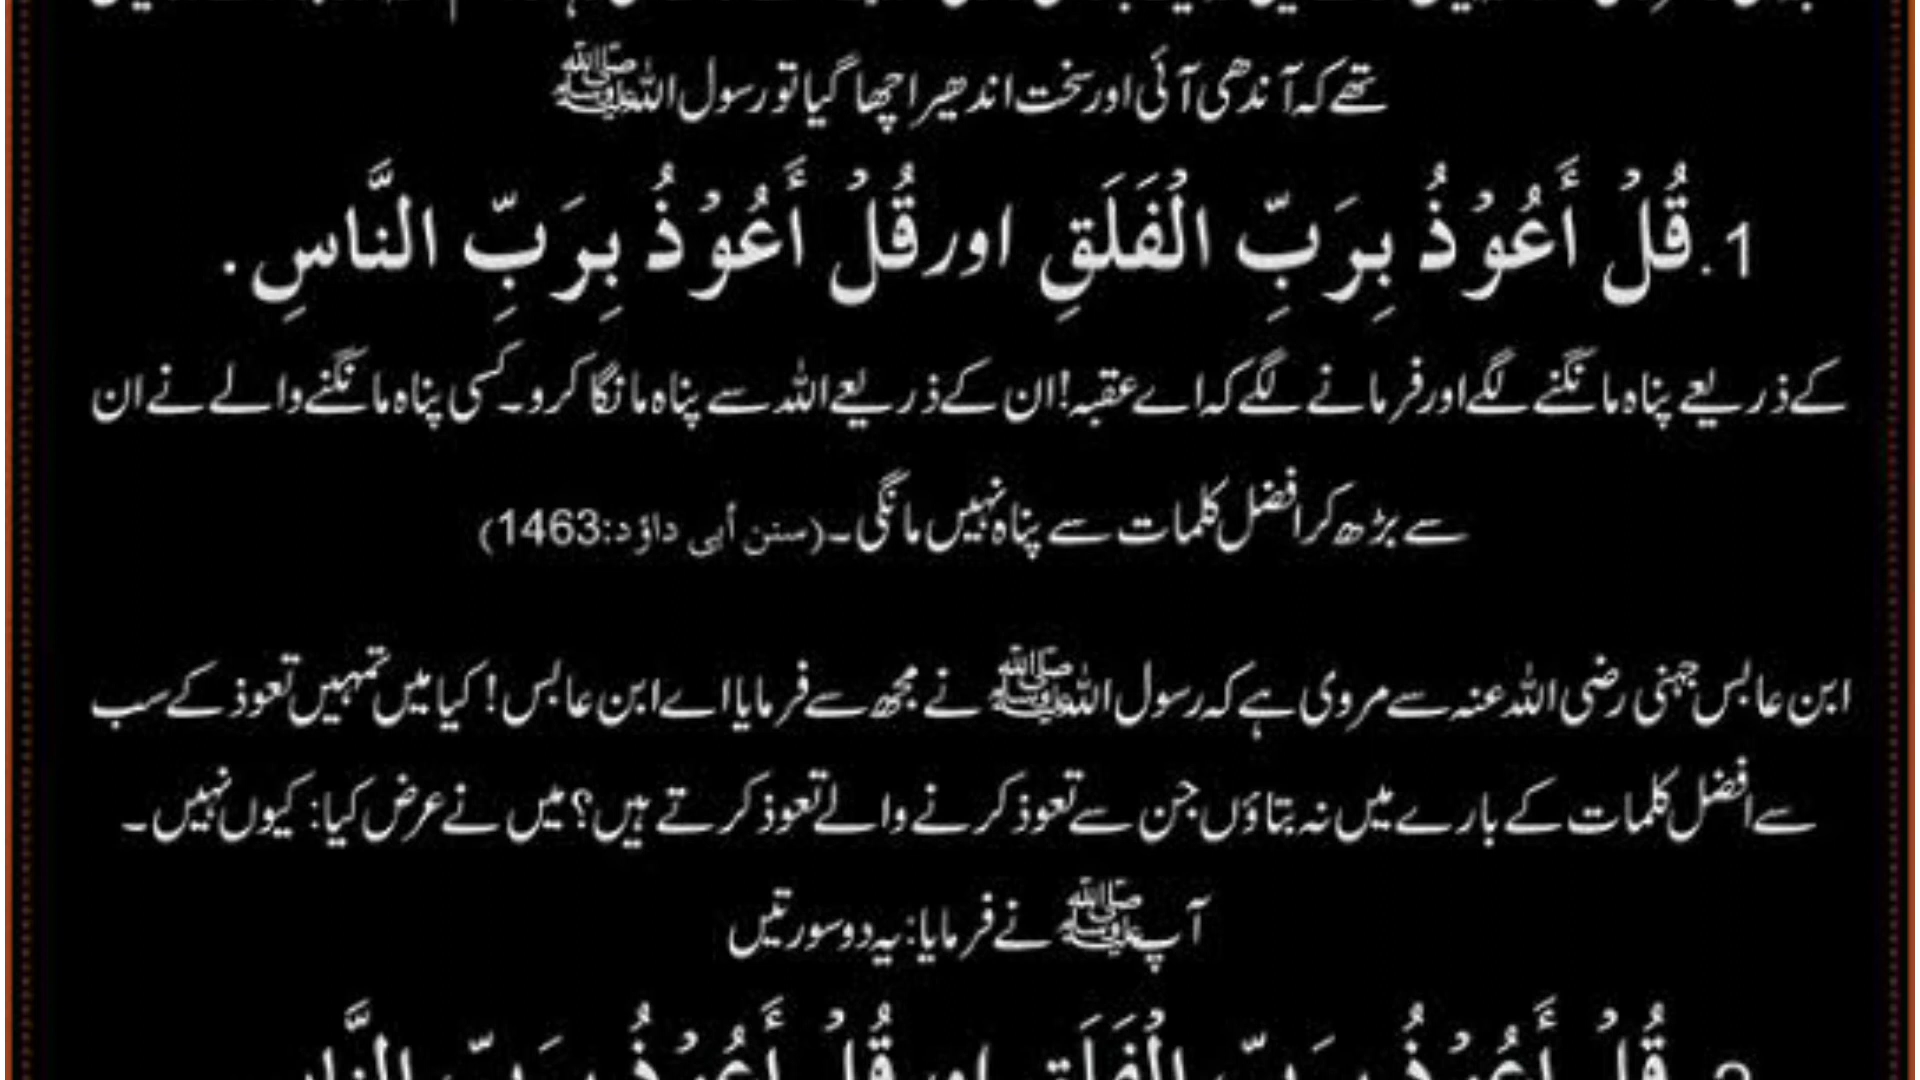 تھے کہ آندھی آئی اور سخت اندھیرا چھا گیا تو رسول اللہ ﷺ
1. قُلْ أَعُوْذُ بِرَبِّ الْفَلَقِ اور قُلْ أَعُوْذُ بِرَبِّ النَّاسِ.
کے ذریعے پناہ مانگنے لگے اور فرمانے لگے کہ اے عقبہ! ان کے ذریعے اللہ سے پناہ مانگا کرو۔ کسی پناہ مانگنے والے نے ان
سے بڑھ کر افضل کلمات سے پناہ نہیں مانگی۔ (سنن أبی داؤد:1463)
ابن عابس جہنی رضی اللہ عنہ سے مروی ہے کہ رسول اللہ ﷺ نے مجھ سے فرمایا اے ابن عابس! کیا میں تمہیں تعوذ کے سب
سے افضل کلمات کے بارے میں نہ بتاؤں جن سے تعوذ کرنے والے تعوذ کرتے ہیں؟ میں نے عرض کیا: کیوں نہیں۔
آپ ﷺ نے فرمایا: یہ دو سورتیں
2. قُلْ أَعُوْذُ بِرَبِّ الْفَلَقِ اور قُلْ أَعُوْذُ بِرَبِّ النَّاسِ